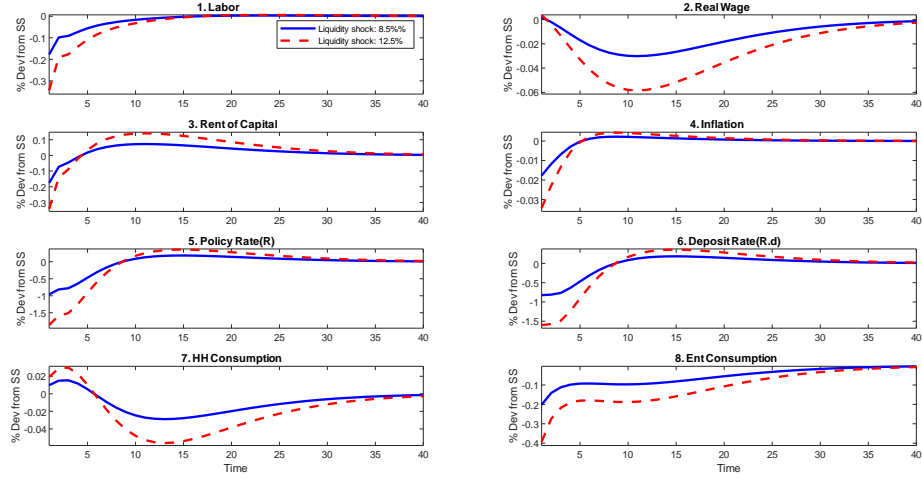 1. Labor
% Dev from SS
0
-0.1
-0.2
-0.3
5 10 15 20 25 30 35 40
Liquidity shock: 8.5%%
Liquidity shock: 12.5%
2. Real Wage
% Dev from SS
0
-0.02
-0.04
-0.06
5 10 15 20 25 30 35 40
3. Rent of Capital
% Dev from SS
0.1
0
-0.1
-0.2
-0.3
5 10 15 20 25 30 35 40
4. Inflation
% Dev from SS
0
-0.01
-0.02
-0.03
5 10 15 20 25 30 35 40
5. Policy Rate(R)
% Dev from SS
0
-0.5
-1
-1.5
5 10 15 20 25 30 35 40
6. Deposit Rate(R.d)
% Dev from SS
0
-0.5
-1
-1.5
5 10 15 20 25 30 35 40
7. HH Consumption
% Dev from SS
0.02
0
-0.02
-0.04
5 10 15 20 25 30 35 40
Time
8. Ent Consumption
% Dev from SS
-0.1
-0.2
-0.3
-0.4
5 10 15 20 25 30 35 40
Time